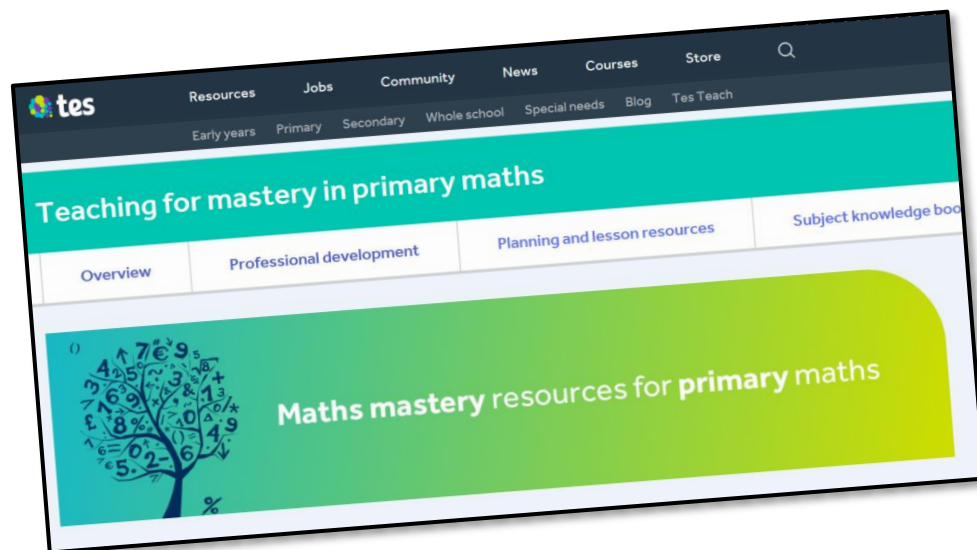 tes
Resources Jobs Community News Courses Store
Early years Primary Secondary Whole school Special needs Blog Tes Teach
Teaching for mastery in primary maths
Overview Professional development Planning and lesson resources Subject knowledge boo
Maths mastery resources for primary maths